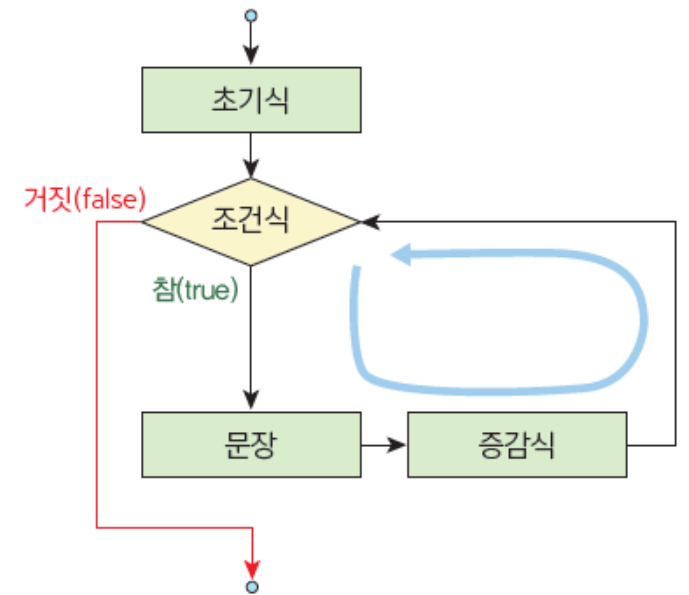 초기식
거짓(false)
조건식
참(true)
문장
증감식